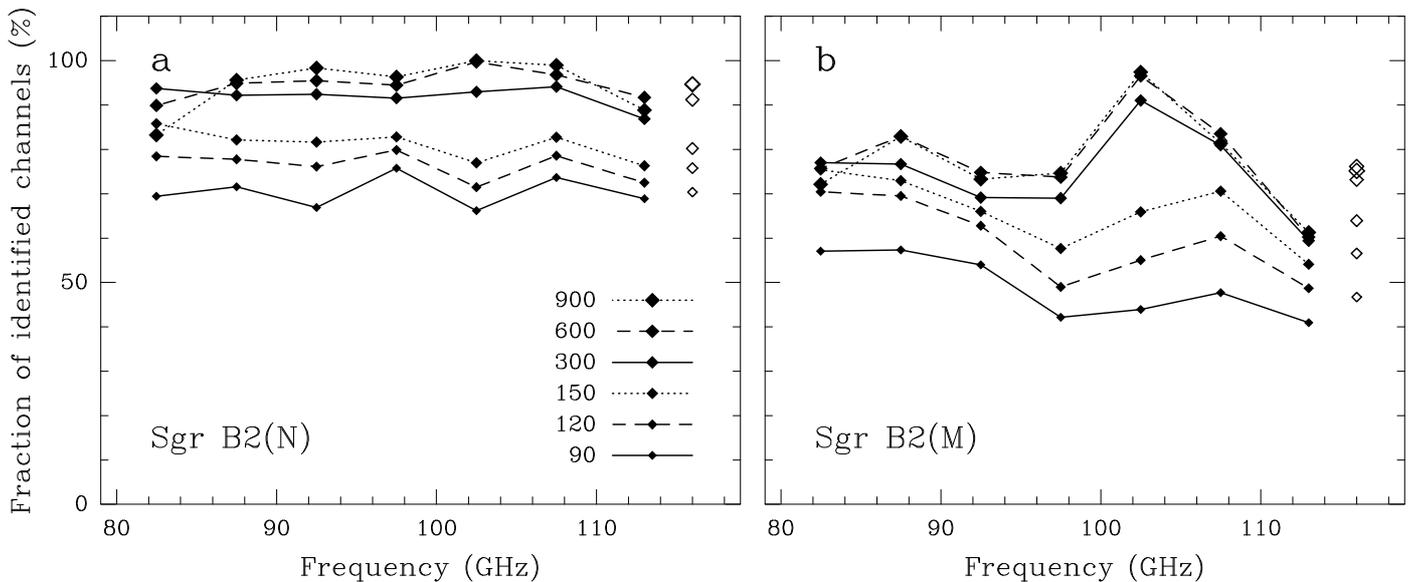 Fraction of identified channels (%)
100
50
0
a
900
600
300
150
120
90
Sgr B2(N)
80 90 100 110
Frequency (GHz)
b
Sgr B2(M)
80 90 100 110
Frequency (GHz)